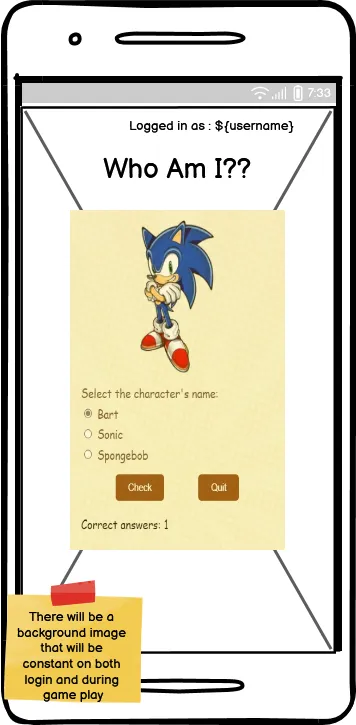 7:33
Logged in as : ${username}
Who Am I??
Select the character's name:
Bart
Sonic
Spongebob
Check
Quit
Correct answers: 1
There will be a
background image
that will be
constant on both
login and during
game play